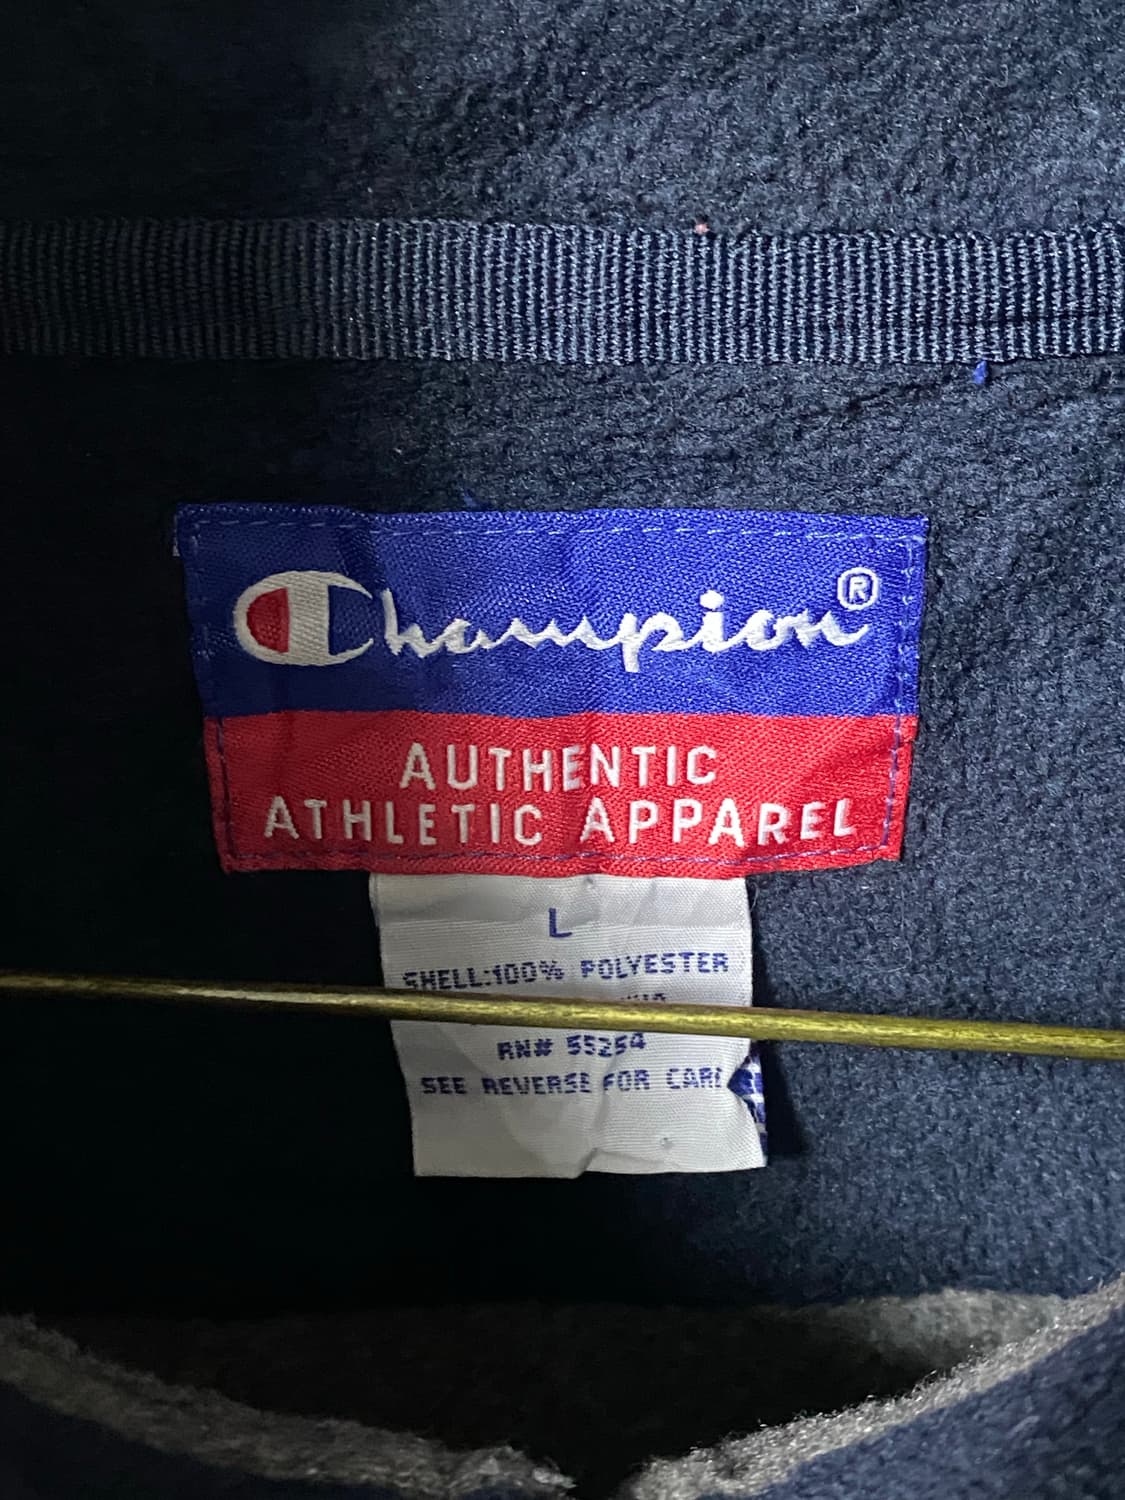 Champion®
AUTHENTIC
ATHLETIC APPAREL
L
SHELL:100% POLYESTER
RN# 55254
SEE REVERSE FOR CARE